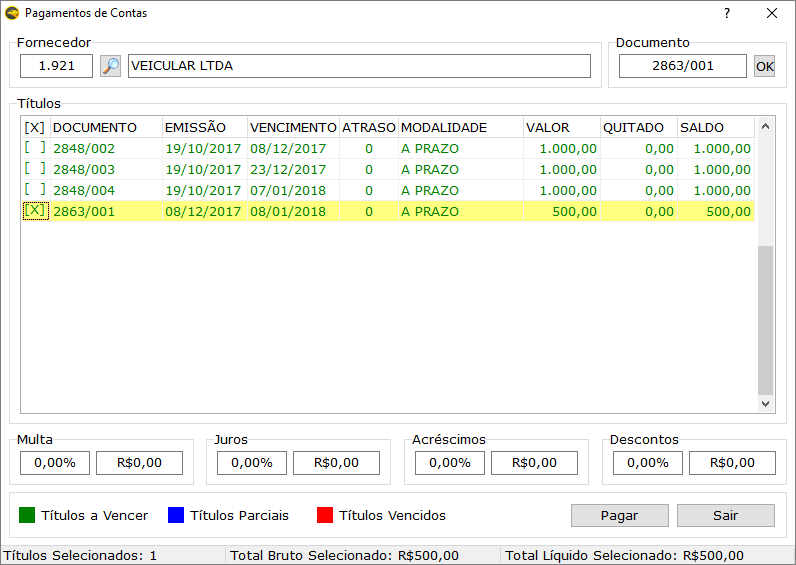 Pagamentos de Contas ?
Fornecedor Documento
1.921 VEICULAR LTDA 2863/001 OK
Títulos
[X] DOCUMENTO EMISSÃO VENCIMENTO ATRASO MODALIDADE VALOR QUITADO SALDO
[ ] 2848/002 19/10/2017 08/12/2017 0 A PRAZO 1.000,00 0,00 1.000,00
[ ] 2848/003 19/10/2017 23/12/2017 0 A PRAZO 1.000,00 0,00 1.000,00
[ ] 2848/004 19/10/2017 07/01/2018 0 A PRAZO 1.000,00 0,00 1.000,00
[X] 2863/001 08/12/2017 08/01/2018 0 A PRAZO 500,00 0,00 500,00
Multa Juros Acréscimos Descontos
0,00% R$0,00 0,00% R$0,00 0,00% R$0,00 0,00% R$0,00
Títulos a Vencer Títulos Parciais Títulos Vencidos Pagar Sair
Títulos Selecionados: 1 Total Bruto Selecionado: R$500,00 Total Líquido Selecionado: R$500,00